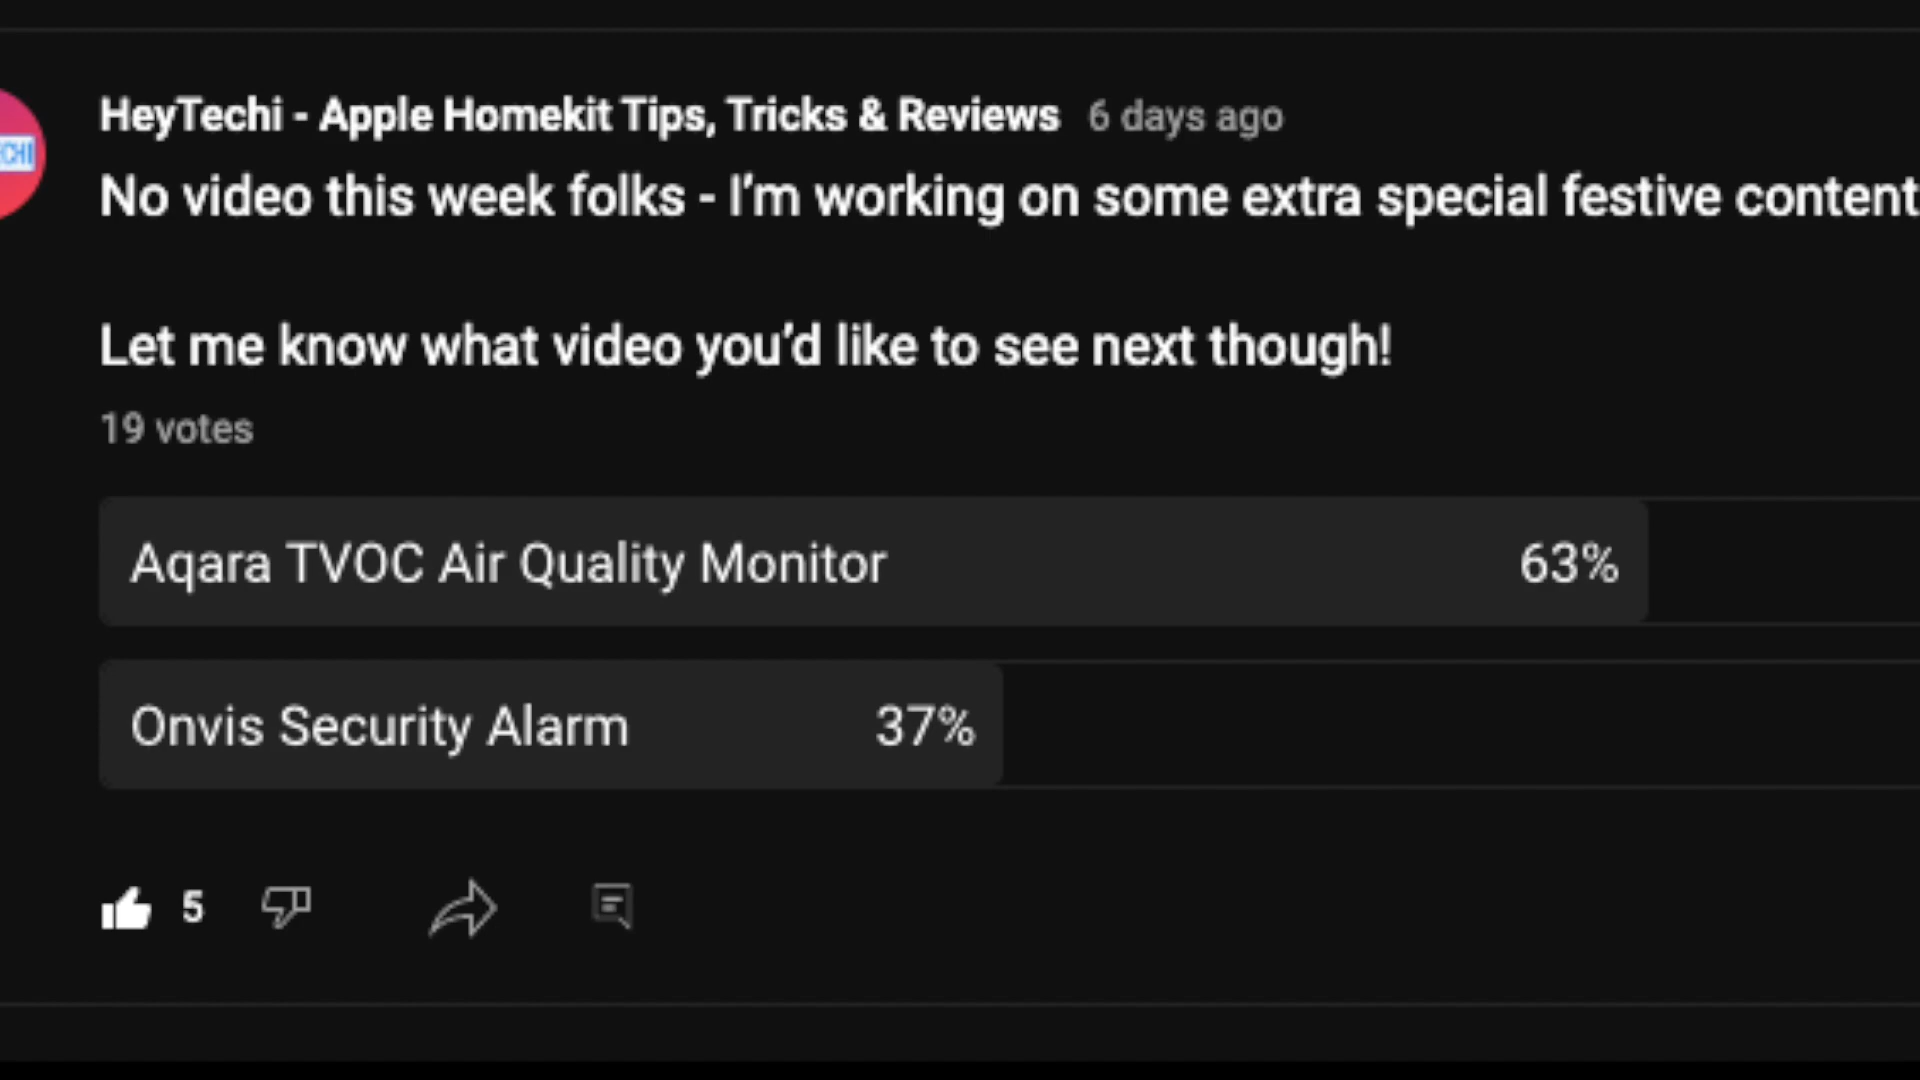 HeyTechi - Apple Homekit Tips, Tricks & Reviews 6 days ago
No video this week folks - I’m working on some extra special festive content
CHI
Let me know what video you’d like to see next though!
19 votes
Aqara TVOC Air Quality Monitor 63%
Onvis Security Alarm 37%
5